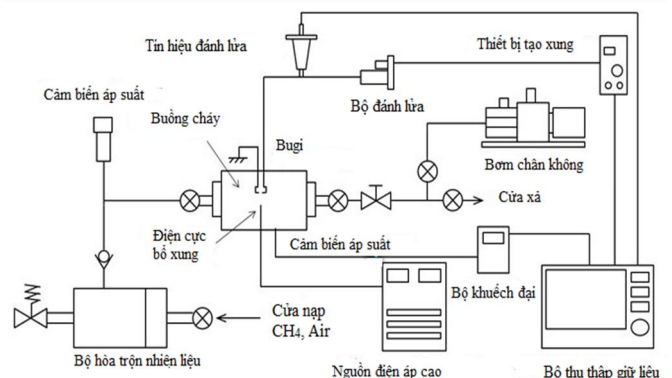 Tín hiệu đánh lửa
Thiết bị tạo xung
Cảm biến áp suất
Buồng cháy
Bộ đánh lửa
Bugi
Bơm chân không
Cửa xả
Điện cực
bổ xung
Cảm biến áp suất
Bộ khuếch đại
Cửa nạp
CH4, Air
Bộ hòa trộn nhiện liệu
Nguồn điện áp cao
Bộ thu thập giữ liệu